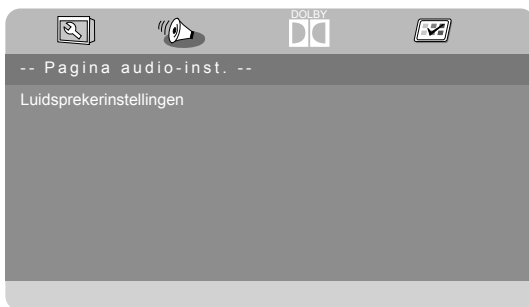 DOLBY
-- Pagina audio-inst. --
Luidsprekerinstellingen